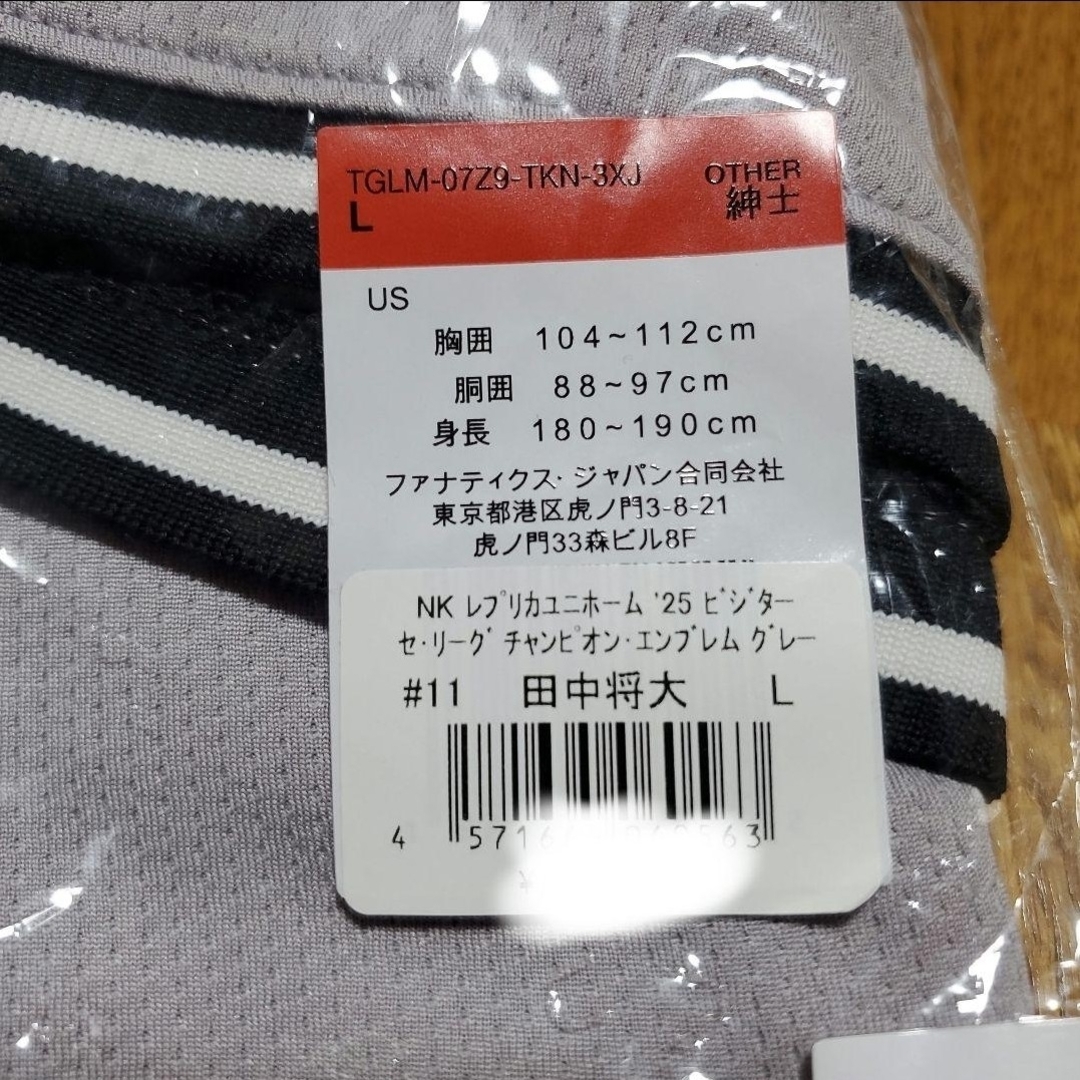 TGLM-07Z9-TKN-3XJ OTHER
L 紳士
US
胸囲 104~112cm
胴囲 88~97cm
身長 180~190cm
ファナティクス・ジャパン合同会社
東京都港区虎ノ門3-8-21
虎ノ門33森ビル8F
NK ﾚﾌﾟﾘｶﾕﾆﾎｰﾑ '25 ﾋﾞｼﾞﾀｰ
ｾ・ﾘｰｸﾞ ﾁｬﾝﾋﾟｵﾝ・ｴﾝﾌﾞﾚﾑ ｸﾞﾚｰ
#11 田中将大 L